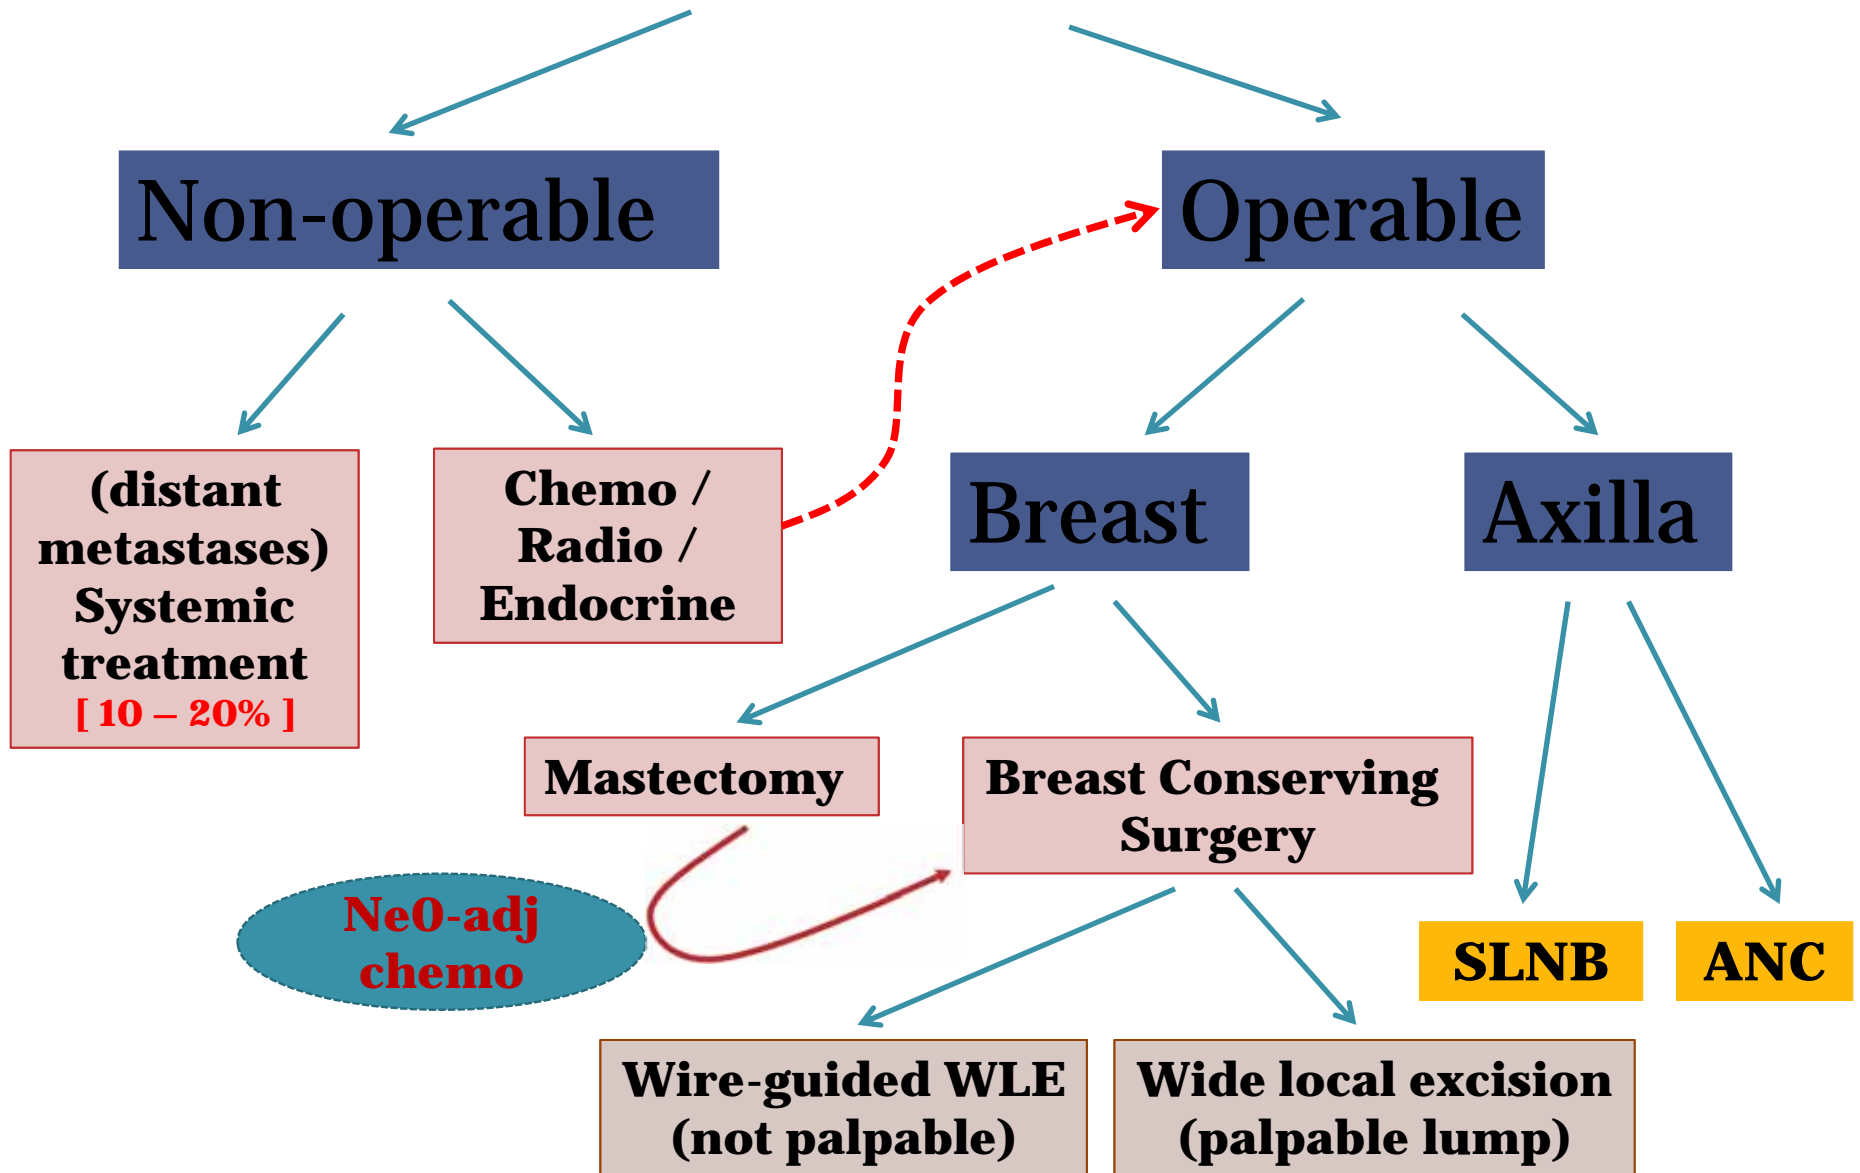 Non-operable
Operable
(distant
metastases)
Systemic
treatment
[ 10 – 20% ]
Chemo /
Radio /
Endocrine
Breast
Axilla
Mastectomy
Breast Conserving
Surgery
Ne0-adj
chemo
SLNB
ANC
Wire-guided WLE
(not palpable)
Wide local excision
(palpable lump)